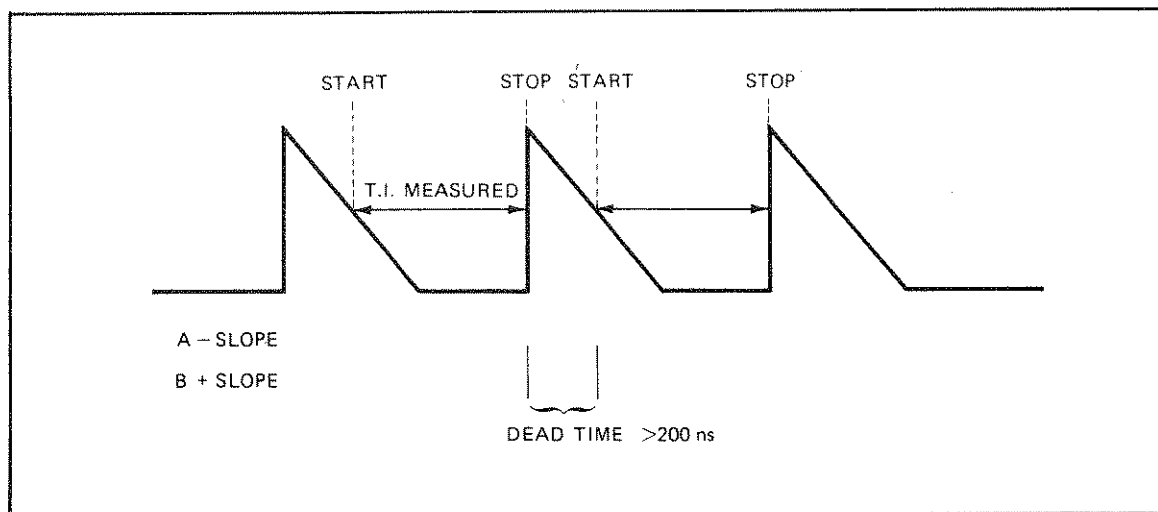 START STOP START STOP
T.I. MEASURED
A – SLOPE
B + SLOPE
DEAD TIME >200 ns